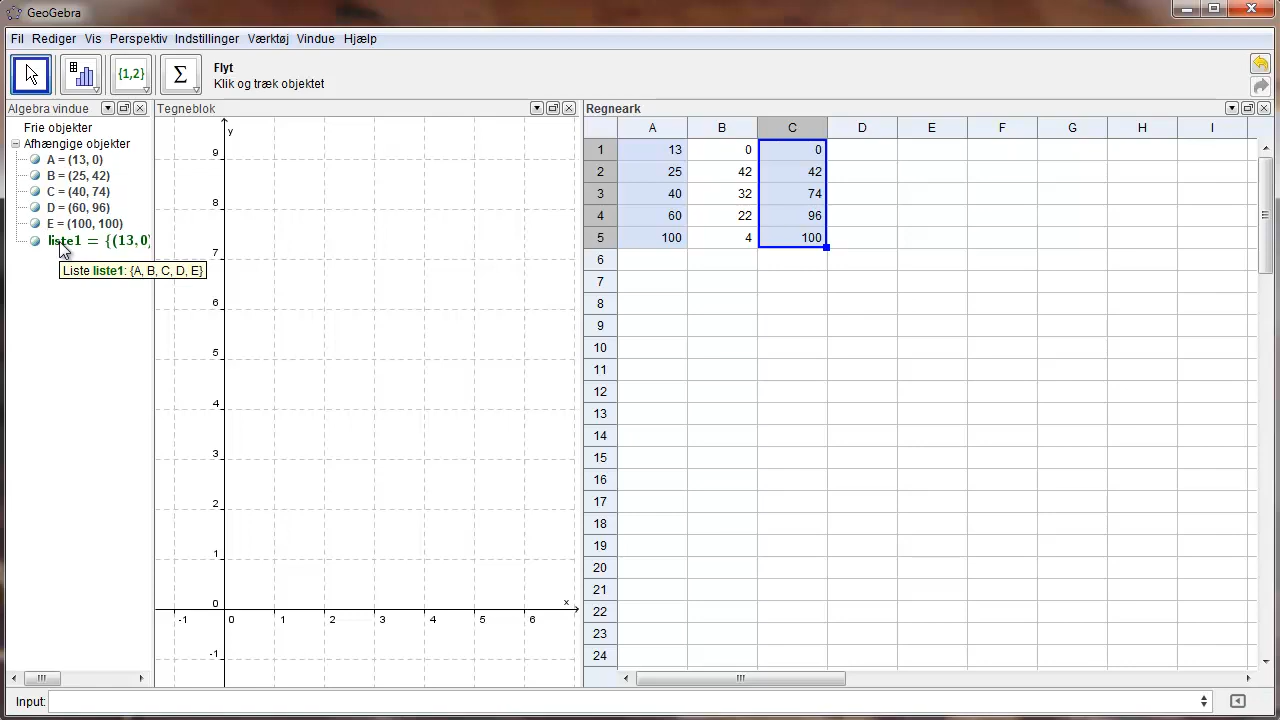 GeoGebra
Fil Rediger Vis Perspektiv Indstillinger Værktøj Vindue Hjælp
{1,2} Σ
Flyt
Klik og træk objektet
Algebra vindue
Frie objekter
Afhængige objekter
A = (13, 0)
B = (25, 42)
C = (40, 74)
D = (60, 96)
E = (100, 100)
liste1 = {(13, 0)
Liste liste1: {A, B, C, D, E}
Tegneblok
y
9
8
7
6
5
4
3
2
1
0
-1
x
-1 0 1 2 3 4 5 6
Regneark
A B C D E F G H I
1 13 0 0
2 25 42 42
3 40 32 74
4 60 22 96
5 100 4 100
6
7
8
9
10
11
12
13
14
15
16
17
18
19
20
21
22
23
24
Input: